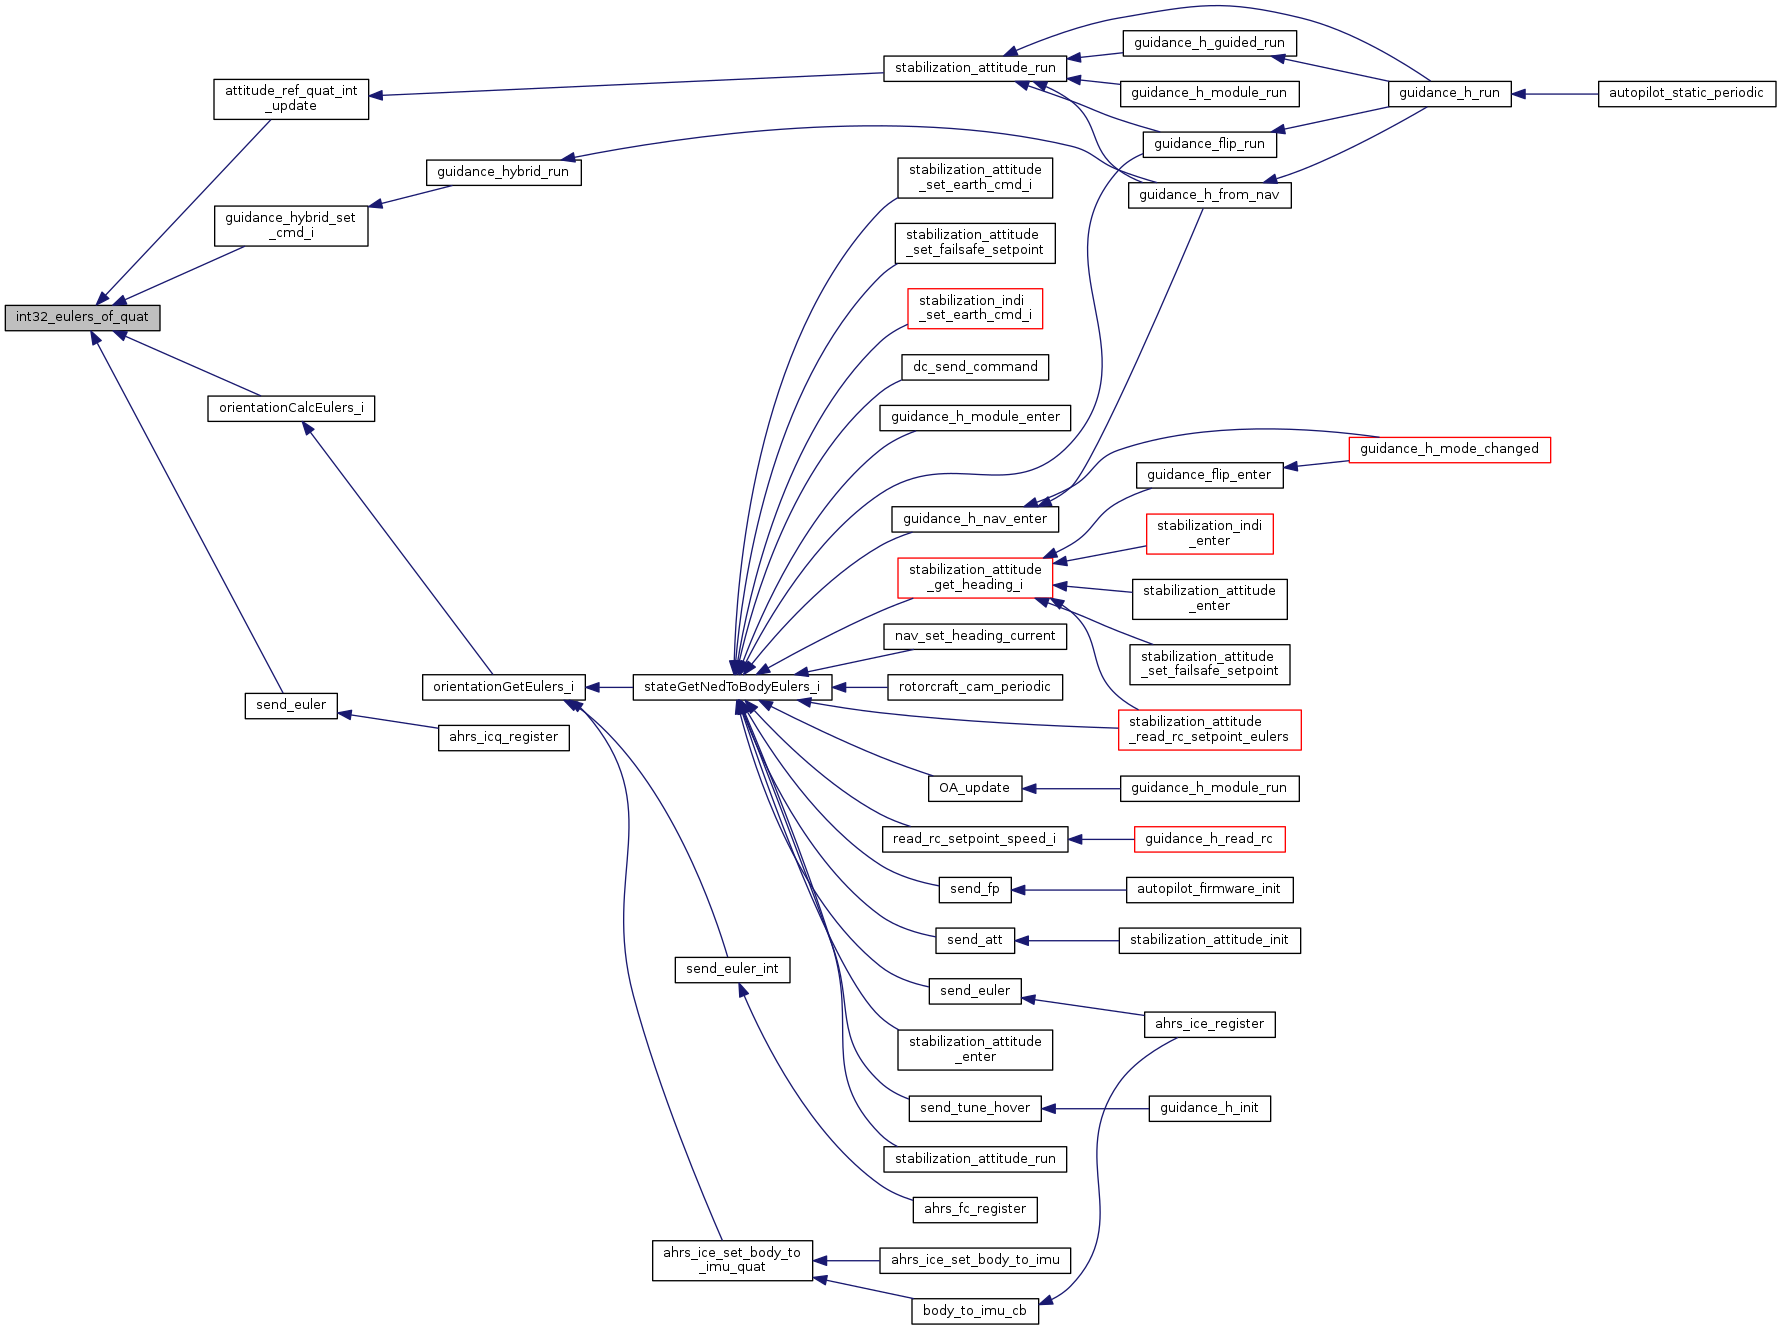 int32_eulers_of_quat
attitude_ref_quat_int
_update
guidance_hybrid_set
_cmd_i
orientationCalcEulers_i
send_euler
guidance_hybrid_run
orientationGetEulers_i
ahrs_icq_register
stateGetNedToBodyEulers_i
send_euler_int
ahrs_ice_set_body_to
_imu_quat
stabilization_attitude_run
stabilization_attitude
_set_earth_cmd_i
stabilization_attitude
_set_failsafe_setpoint
stabilization_indi
_set_earth_cmd_i
dc_send_command
guidance_h_module_enter
guidance_h_nav_enter
stabilization_attitude
_get_heading_i
nav_set_heading_current
rotorcraft_cam_periodic
OA_update
read_rc_setpoint_speed_i
send_fp
send_att
send_euler
stabilization_attitude
_enter
send_tune_hover
stabilization_attitude_run
ahrs_fc_register
ahrs_ice_set_body_to_imu
body_to_imu_cb
guidance_h_guided_run
guidance_h_module_run
guidance_flip_run
guidance_h_from_nav
guidance_flip_enter
stabilization_indi
_enter
stabilization_attitude
_enter
stabilization_attitude
_set_failsafe_setpoint
stabilization_attitude
_read_rc_setpoint_eulers
guidance_h_module_run
guidance_h_read_rc
autopilot_firmware_init
stabilization_attitude_init
ahrs_ice_register
guidance_h_init
guidance_h_run
guidance_h_mode_changed
autopilot_static_periodic